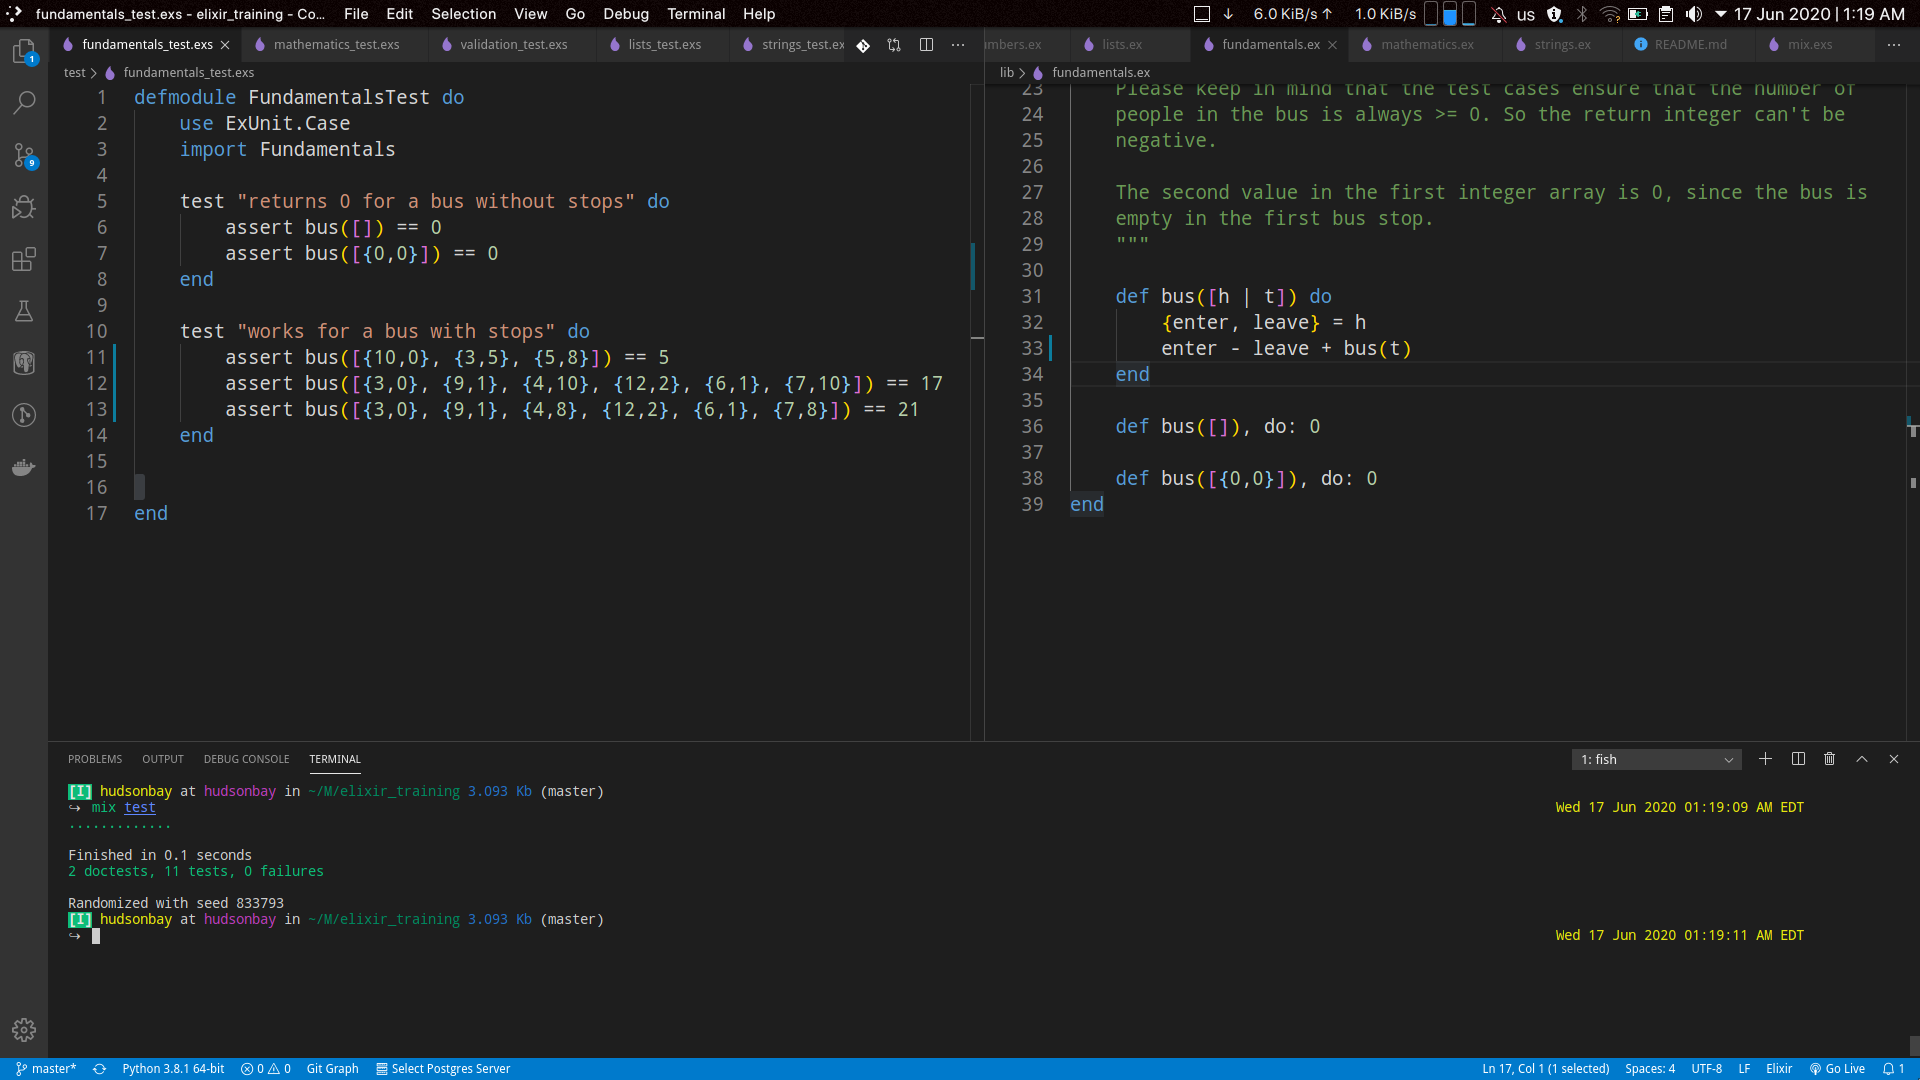 fundamentals_test.exs - elixir_training - Co... File Edit Selection View Go Debug Terminal Help 6.0 KiB/s 1.0 KiB/s us 17 Jun 2020 | 1:19 AM
fundamentals_test.exs mathematics_test.exs validation_test.exs lists_test.exs strings_test.ex
test > fundamentals_test.exs
1 defmodule FundamentalsTest do
2 use ExUnit.Case
3 import Fundamentals
4
5 test "returns 0 for a bus without stops" do
6 assert bus([]) == 0
7 assert bus([{0,0}]) == 0
8 end
9
10 test "works for a bus with stops" do
11 assert bus([{10,0}, {3,5}, {5,8}]) == 5
12 assert bus([{3,0}, {9,1}, {4,10}, {12,2}, {6,1}, {7,10}]) == 17
13 assert bus([{3,0}, {9,1}, {4,8}, {12,2}, {6,1}, {7,8}]) == 21
14 end
15
16
17 end
umbers.ex lists.ex fundamentals.ex mathematics.ex strings.ex README.md mix.exs
lib > fundamentals.ex
23 Please keep in mind that the test cases ensure that the number of
24 people in the bus is always >= 0. So the return integer can't be
25 negative.
26
27 The second value in the first integer array is 0, since the bus is
28 empty in the first bus stop.
29 """
30
31 def bus([h | t]) do
32 {enter, leave} = h
33 enter - leave + bus(t)
34 end
35
36 def bus([]), do: 0
37
38 def bus([{0,0}]), do: 0
39 end
1
9
PROBLEMS OUTPUT DEBUG CONSOLE TERMINAL 1: fish
[I] hudsonbay at hudsonbay in ~/M/elixir_training 3.093 Kb (master)
↪ mix test Wed 17 Jun 2020 01:19:09 AM EDT
.............
Finished in 0.1 seconds
2 doctests, 11 tests, 0 failures
Randomized with seed 833793
[I] hudsonbay at hudsonbay in ~/M/elixir_training 3.093 Kb (master)
↪ Wed 17 Jun 2020 01:19:11 AM EDT
master* Python 3.8.1 64-bit 0 0 Git Graph Select Postgres Server Ln 17, Col 1 (1 selected) Spaces: 4 UTF-8 LF Elixir Go Live 1